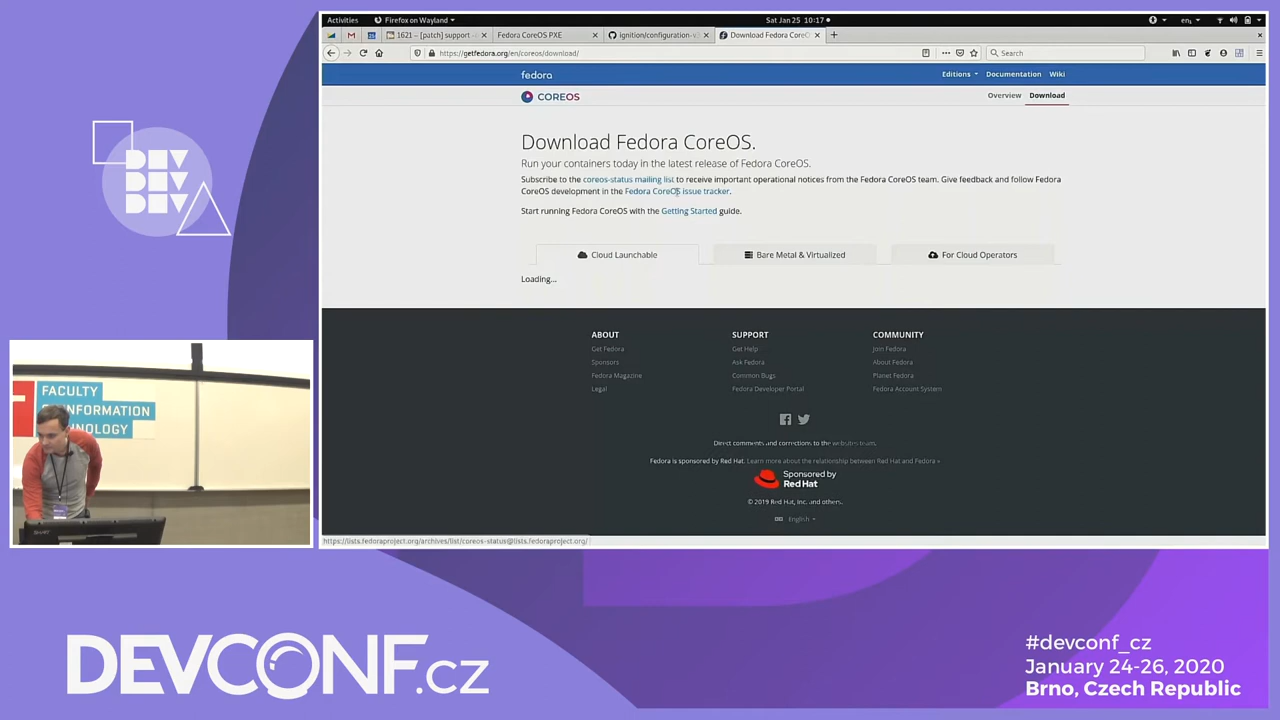 Activities
Firefox on Wayland
Sat Jan 25 10:17
en
1621 – [patch] support
Fedora CoreOS PXE
ignition/configuration-v
Download Fedora CoreO
https://getfedora.org/en/coreos/download/
Search
fedora
Editions
Documentation
Wiki
COREOS
Overview
Download
Download Fedora CoreOS.
Run your containers today in the latest release of Fedora CoreOS.
Subscribe to the coreos-status mailing list to receive important operational notices from the Fedora CoreOS team. Give feedback and follow Fedora
CoreOS development in the Fedora CoreOS issue tracker.
Start running Fedora CoreOS with the Getting Started guide.
Cloud Launchable
Bare Metal & Virtualized
For Cloud Operators
Loading...
ABOUT
Get Fedora
Sponsors
Fedora Magazine
Legal
SUPPORT
Get Help
Ask Fedora
Common Bugs
Fedora Developer Portal
COMMUNITY
Join Fedora
About Fedora
Planet Fedora
Fedora Account System
Direct comments and corrections to the websites team.
Fedora is sponsored by Red Hat. Learn more about the relationship between Red Hat and Fedora »
Sponsored by
Red Hat
© 2019 Red Hat, Inc. and others.
English
https://lists.fedoraproject.org/archives/list/coreos-status@lists.fedoraproject.org/
DEV
DEV
DEV
FACULTY
INFORMATION
NOLOGY
DEVCONF.cz
#devconf_cz
January 24-26, 2020
Brno, Czech Republic